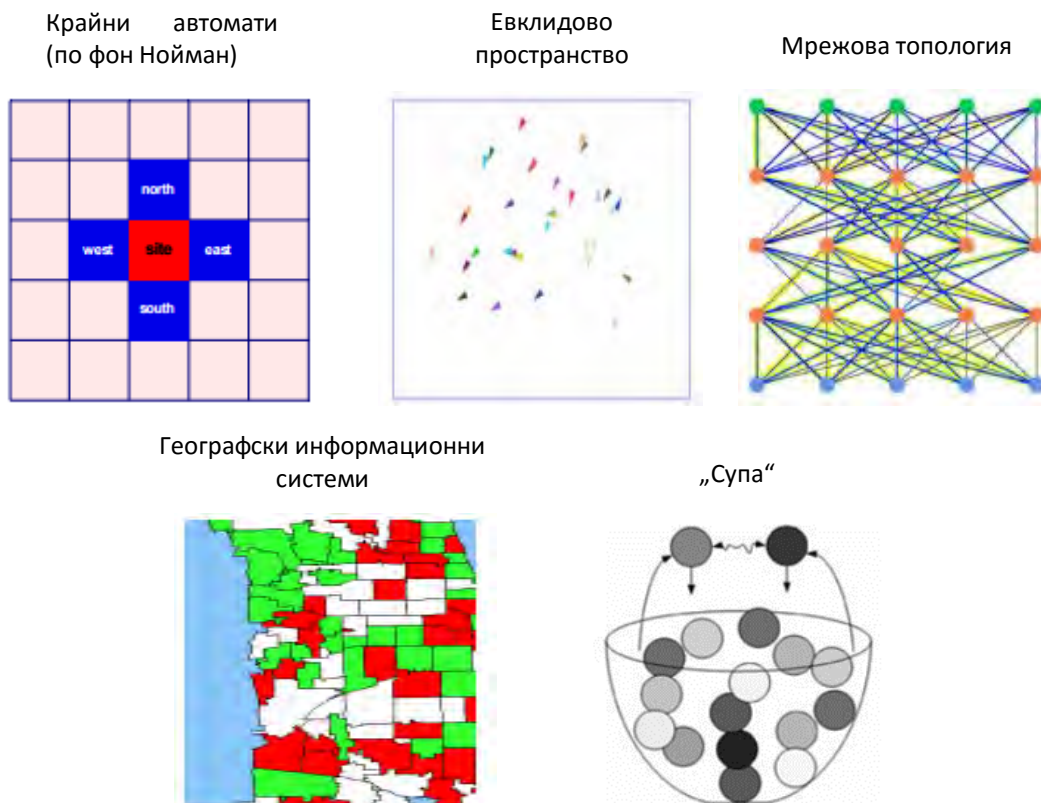 Крайни автомати
(по фон Нойман)
Евклидово
пространство
Мрежова топология
north
west
site
east
south
Географски информационни
системи
„Супа“